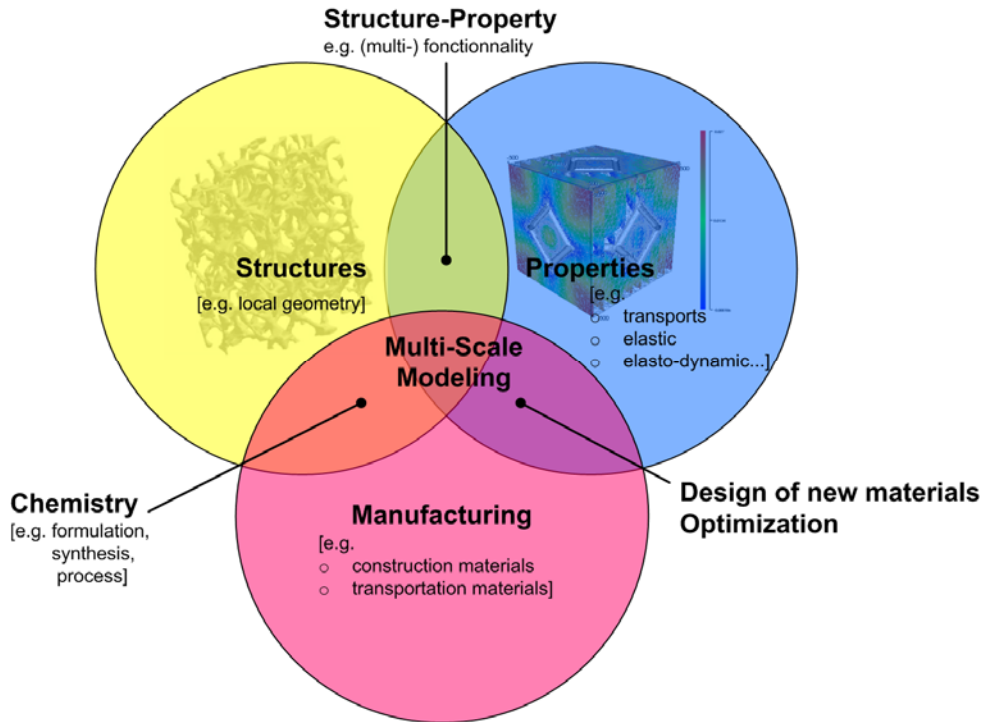 Structure-Property
e.g. (multi-) fonctionnality
Structures
[e.g. local geometry]
Properties
[e.g.
○ transports
○ elastic
○ elasto-dynamic...]
Multi-Scale
Modeling
Chemistry
[e.g. formulation,
synthesis,
process]
Design of new materials
Optimization
Manufacturing
[e.g.
○ construction materials
○ transportation materials]